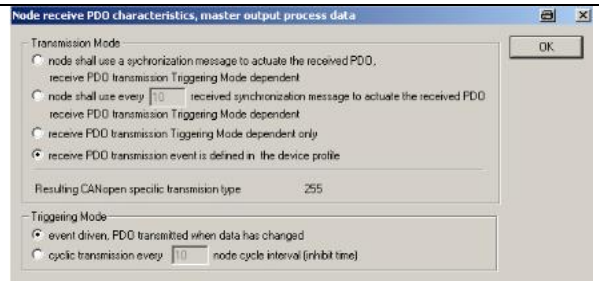 Node receive PDO characteristics, master output process data
OK
Transmission Mode
node shall use a sychronization message to actuate the received PDO,
receive PDO transmission Triggering Mode dependent
node shall use every 10 received synchronization message to actuate the received PDO
receive PDO transmission Triggering Mode dependent
receive PDO transmission Tiggering Mode dependent only
receive PDO transmission event is defined in the device profile
Resulting CANopen specific transmision type 255
Triggering Mode
event driven, PDO transmitted when data has changed
cyclic transmission every 10 node cycle interval (inhibit time)